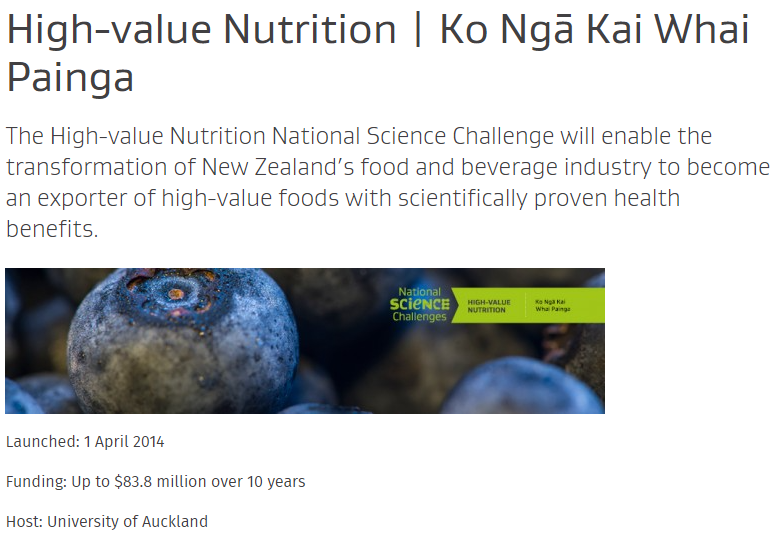 High-value Nutrition | Ko Ngā Kai Whai
Painga
The High-value Nutrition National Science Challenge will enable the
transformation of New Zealand's food and beverage industry to become
an exporter of high-value foods with scientifically proven health
benefits.
National
SCIENCE
Challenges
HIGH-VALUE
NUTRITION
Ko Ngā Kai
Whai Painga
Launched: 1 April 2014
Funding: Up to $83.8 million over 10 years
Host: University of Auckland